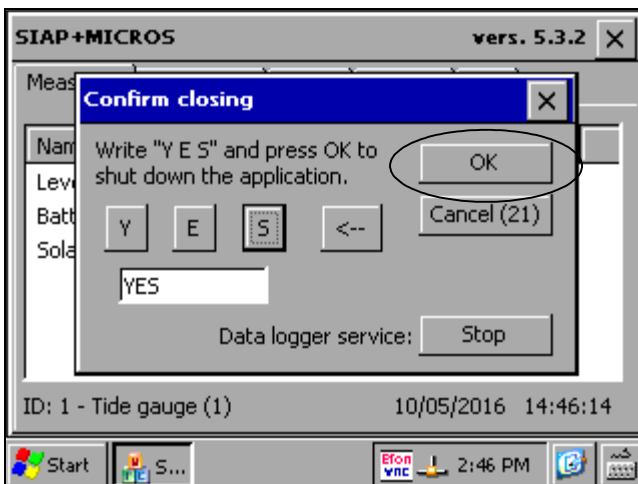 SIAP+MICROS vers. 5.3.2
Meas
Confirm closing
Nam
Write "Y E S" and press OK to
shut down the application.
OK
Leve
Batt
Sola
Y E S <--
Cancel (21)
YES
Data logger service: Stop
ID: 1 - Tide gauge (1) 10/05/2016 14:46:14
Start S... Efon VNC 2:46 PM